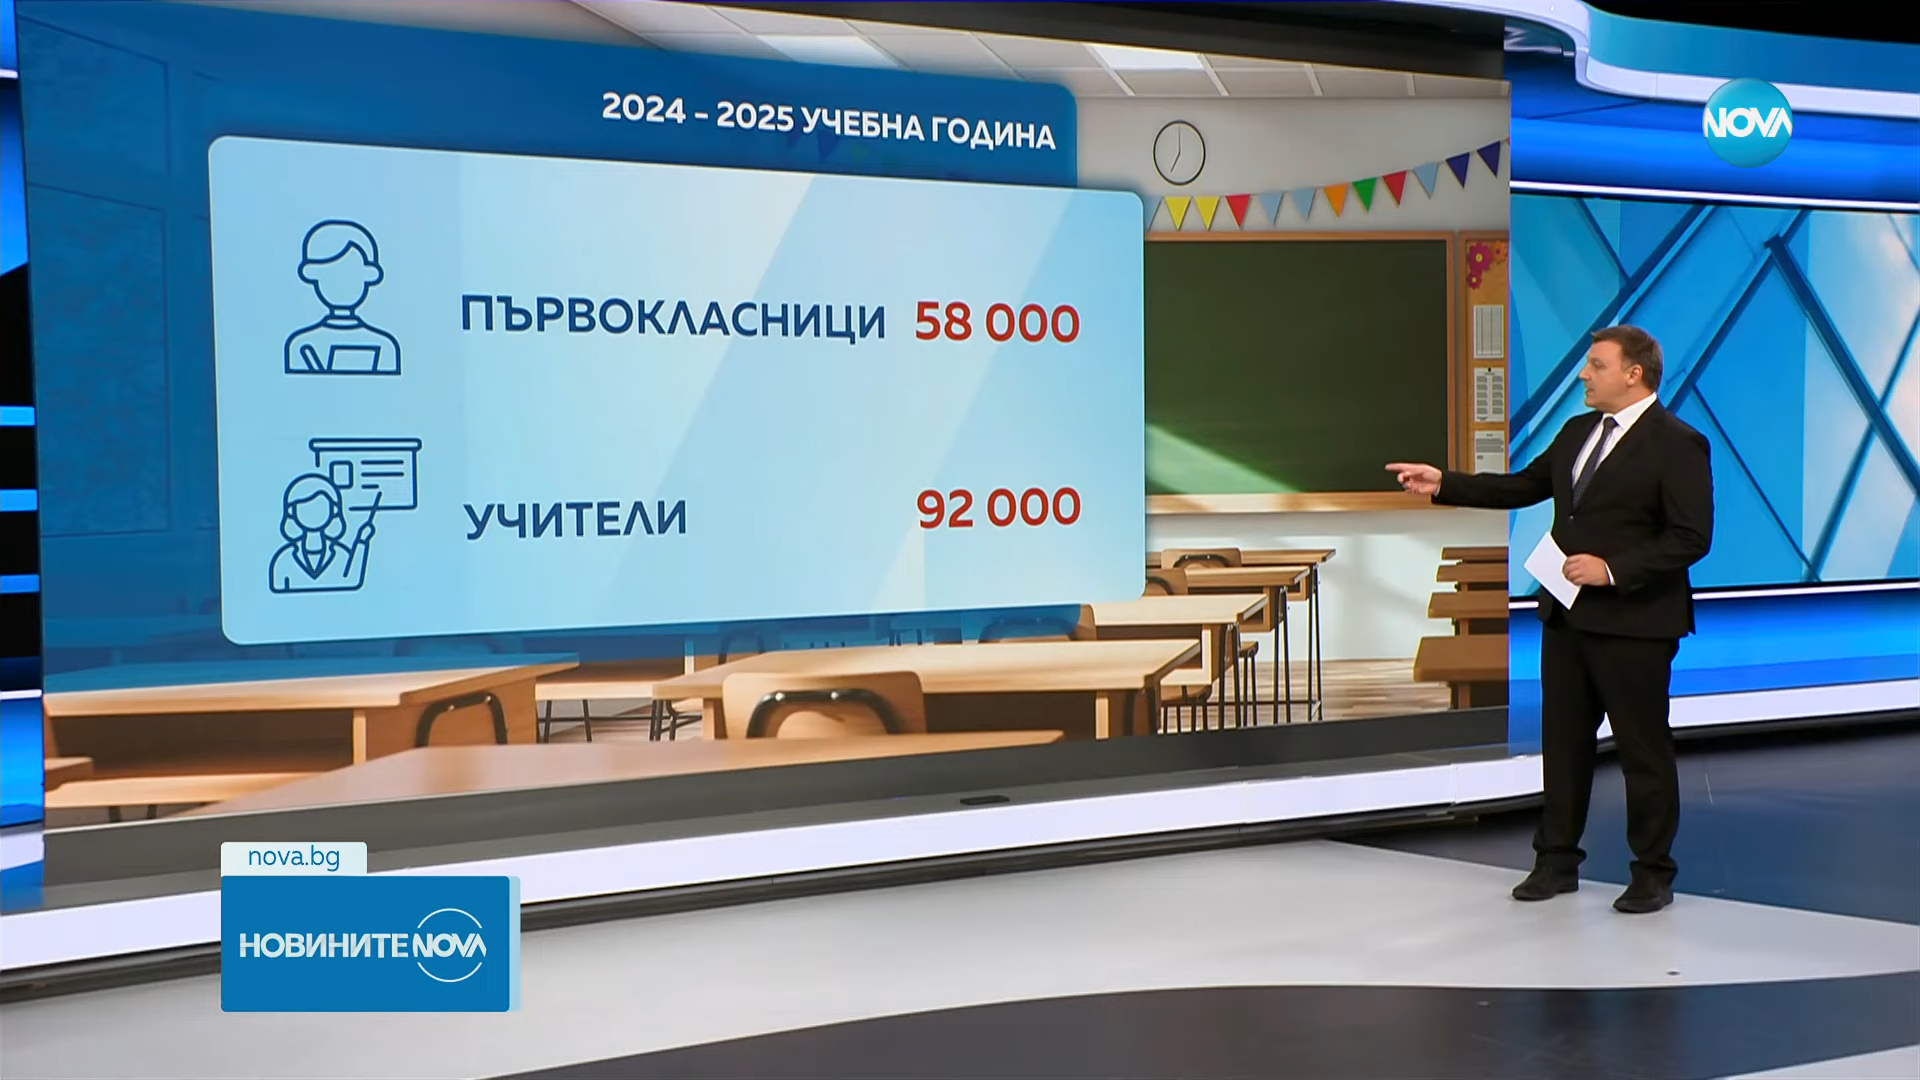 2024 – 2025 УЧЕБНА ГОДИНА
NOVA
ПЪРВОКЛАСНИЦИ 58 000
УЧИТЕЛИ 92 000
nova.bg
НОВИНИТЕ NOVA